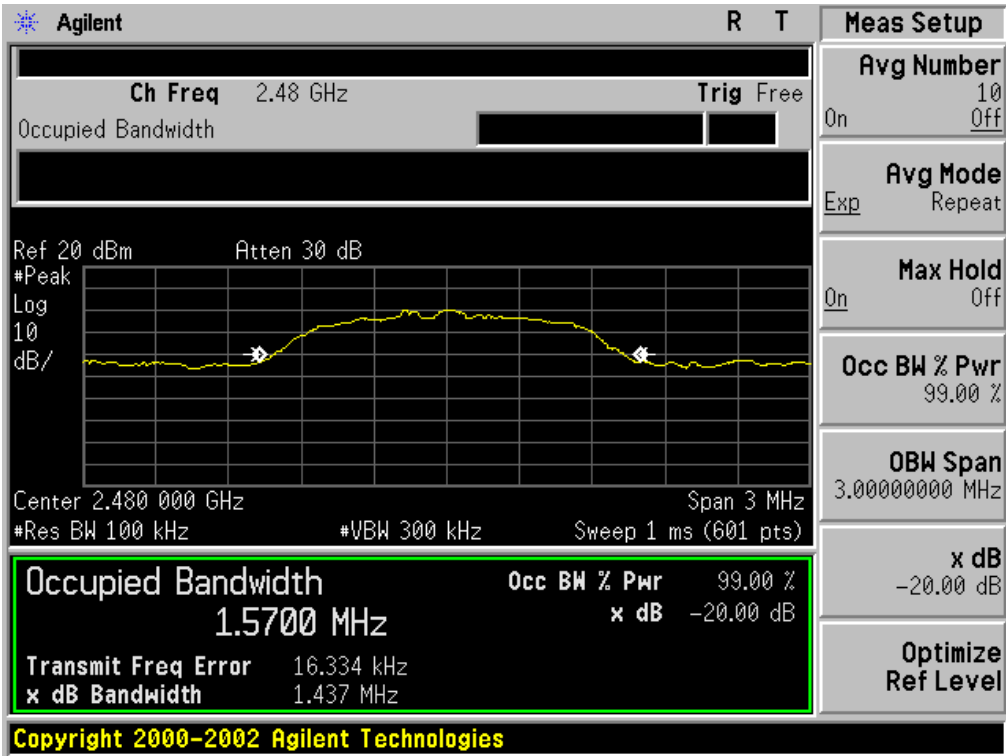 Agilent R T
Ch Freq 2.48 GHz Trig Free
Occupied Bandwidth
Ref 20 dBm Atten 30 dB
#Peak
Log
10
dB/
Center 2.480 000 GHz Span 3 MHz
#Res BW 100 kHz #VBW 300 kHz Sweep 1 ms (601 pts)
Occupied Bandwidth Occ BW % Pwr 99.00 %
1.5700 MHz x dB -20.00 dB
Transmit Freq Error 16.334 kHz
x dB Bandwidth 1.437 MHz
Copyright 2000-2002 Agilent Technologies
Meas Setup
Avg Number
10
On Off
Avg Mode
Exp Repeat
Max Hold
On Off
Occ BW % Pwr
99.00 %
OBW Span
3.00000000 MHz
x dB
-20.00 dB
Optimize
Ref Level